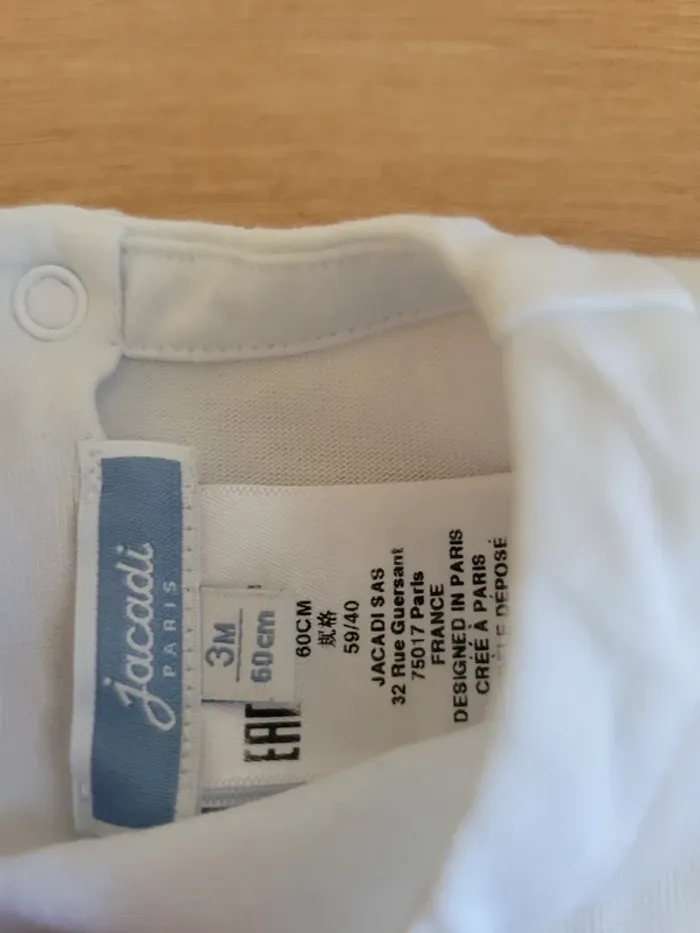 jacadi
PARIS
3M
60cm
EAC
60CM
规格
59/40
JACADI SAS
32 Rue Guersant
75017 Paris
FRANCE
DESIGNED IN PARIS
CRÉÉ À PARIS
DÉPOSÉ